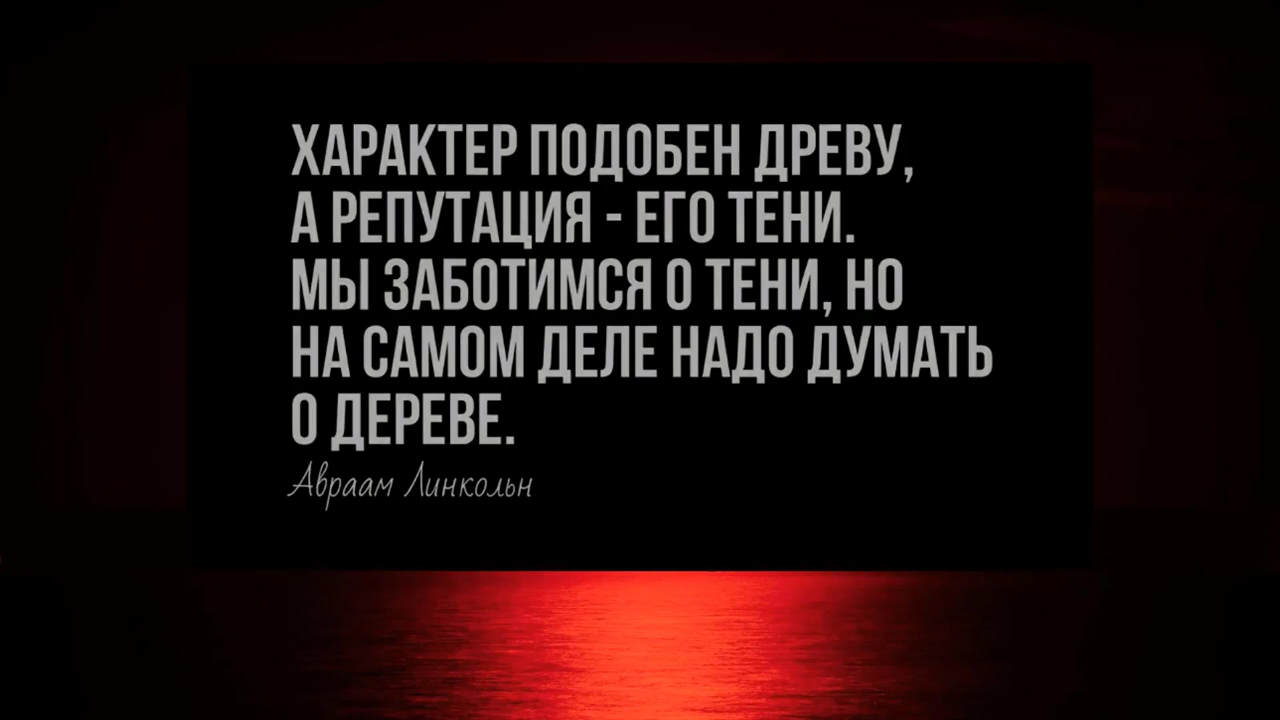 ХАРАКТЕР ПОДОБЕН ДРЕВУ,
А РЕПУТАЦИЯ - ЕГО ТЕНИ.
МЫ ЗАБОТИМСЯ О ТЕНИ, НО
НА САМОМ ДЕЛЕ НАДО ДУМАТЬ
О ДЕРЕВЕ.
Авраам Линкольн